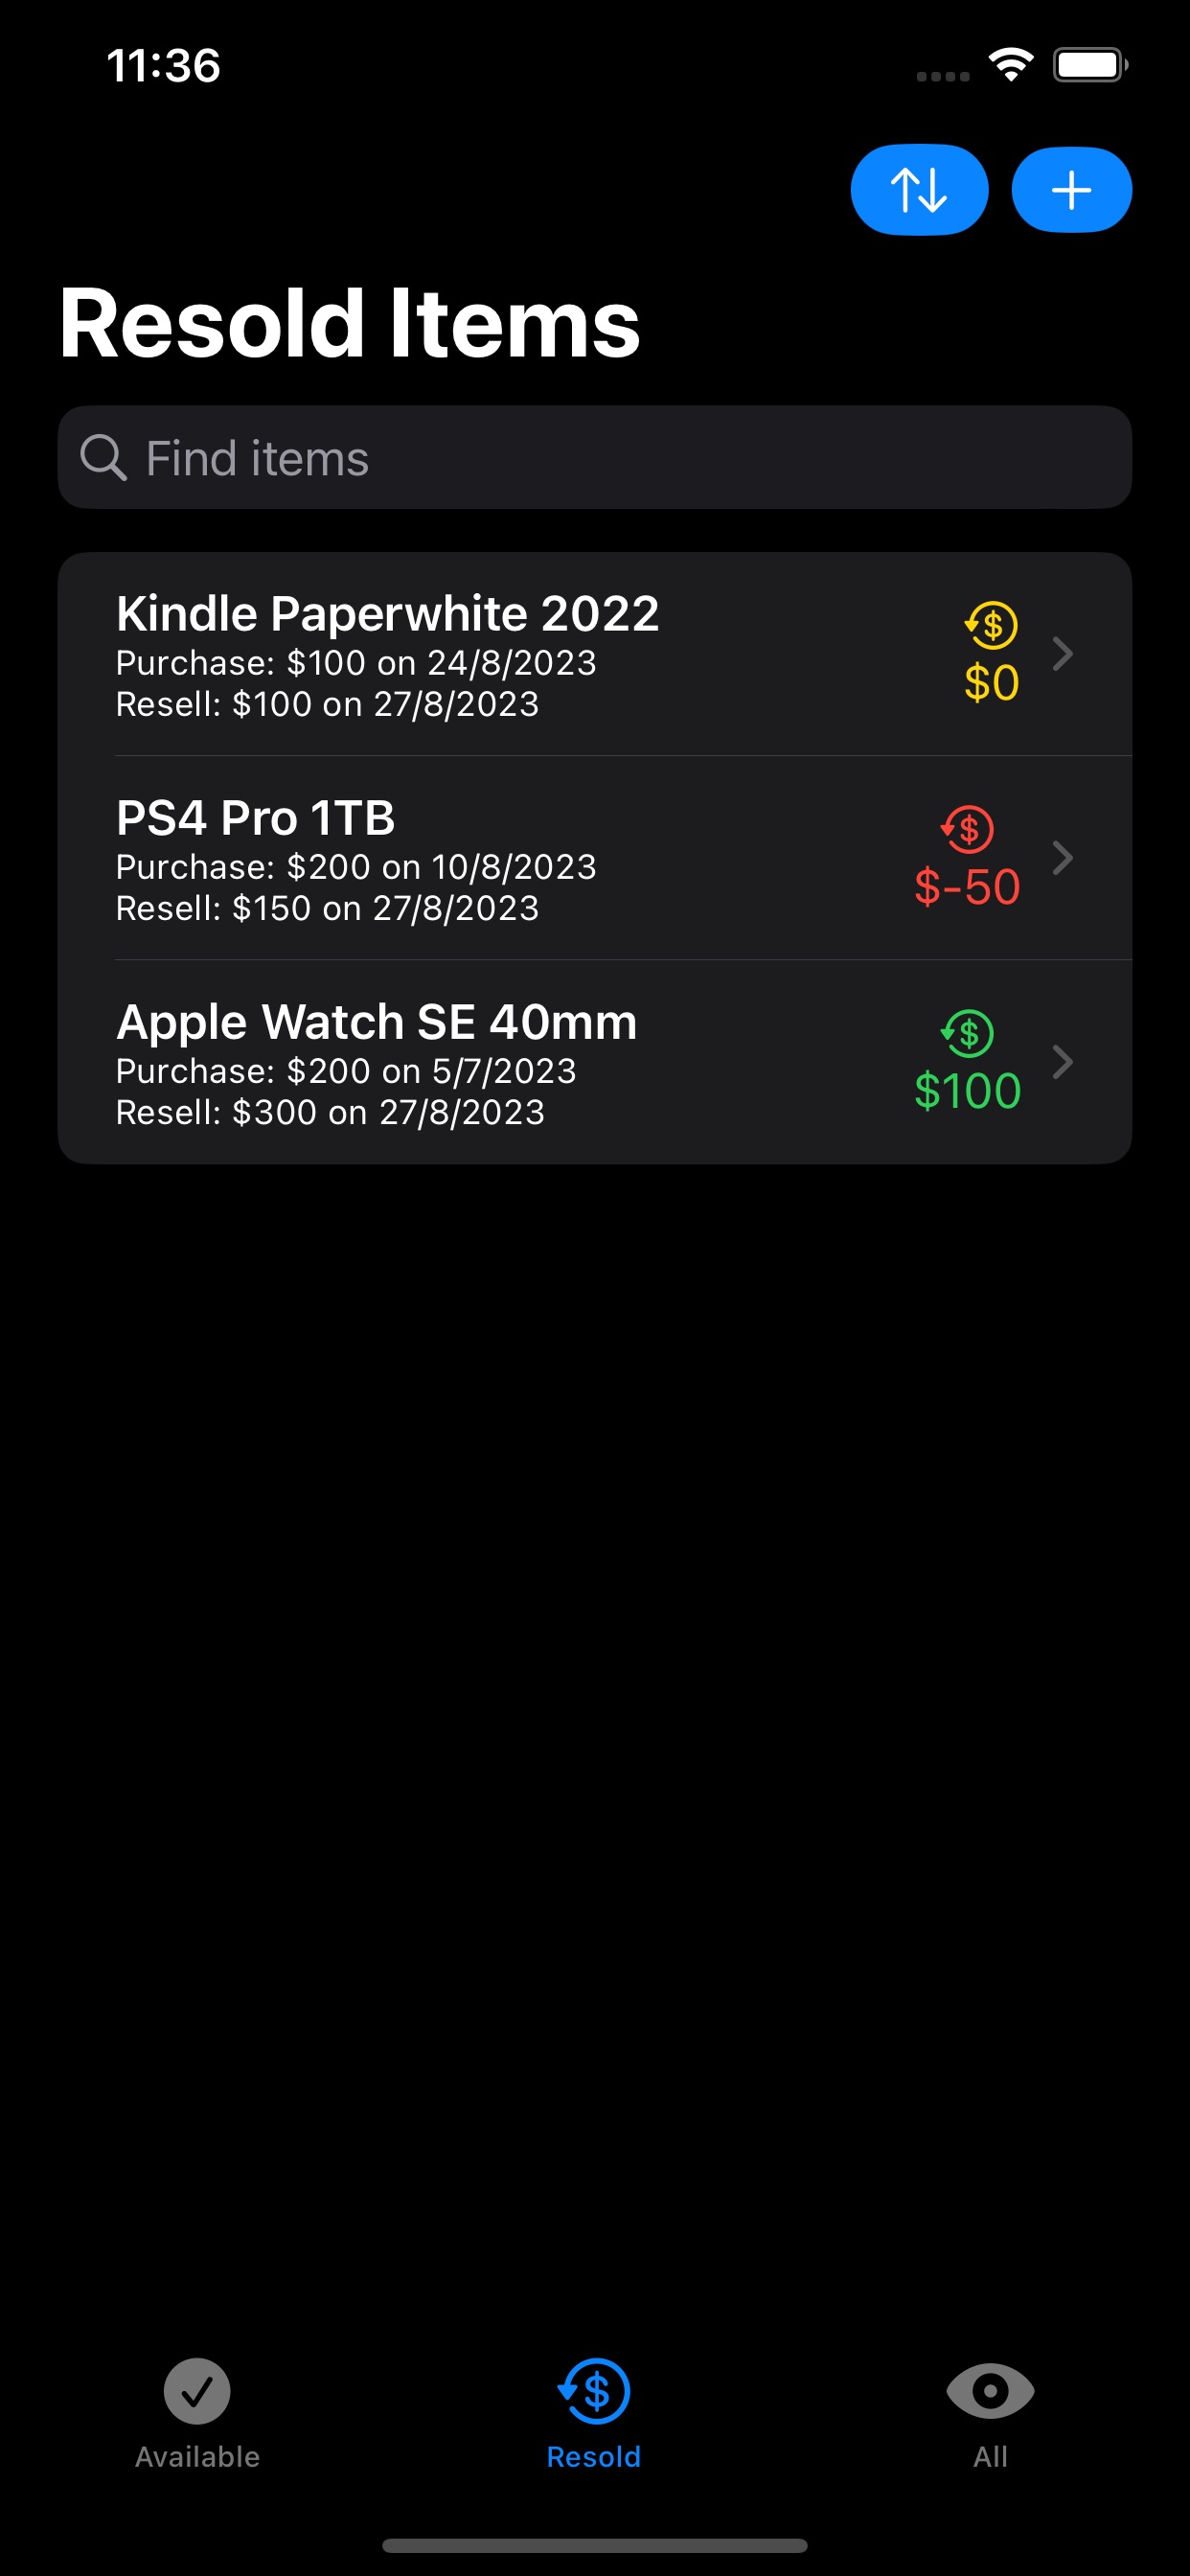 11:36
Resold Items
Find items
Kindle Paperwhite 2022
Purchase: $100 on 24/8/2023
Resell: $100 on 27/8/2023
$0
PS4 Pro 1TB
Purchase: $200 on 10/8/2023
Resell: $150 on 27/8/2023
$-50
Apple Watch SE 40mm
Purchase: $200 on 5/7/2023
Resell: $300 on 27/8/2023
$100
Available
Resold
All